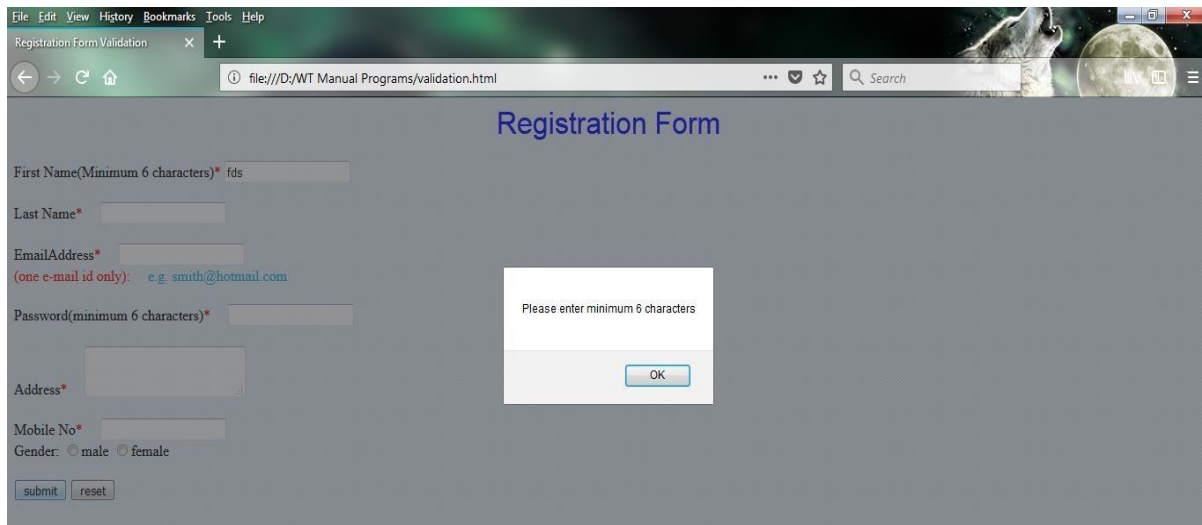 File Edit View History Bookmarks Tools Help
Registration Form Validation
file:///D:/WT Manual Programs/validation.html
Search
Registration Form
First Name(Minimum 6 characters)* fds
Last Name*
EmailAddress*
(one e-mail id only): e.g. smith@hotmail.com
Please enter minimum 6 characters
Password(minimum 6 characters)*
OK
Address*
Mobile No*
Gender: male female
submit reset